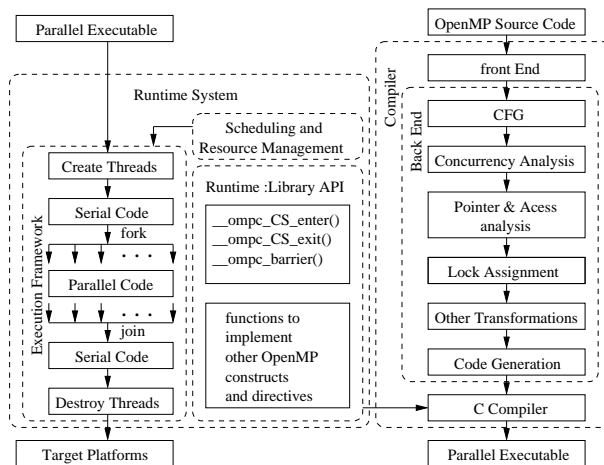 Parallel Executable
Runtime System
Scheduling and
Resource Management
Execution Framework
Create Threads
Serial Code
fork
. . .
Parallel Code
. . .
join
Serial Code
Destroy Threads
Target Platforms
Runtime :Library API
__ompc_CS_enter()
__ompc_CS_exit()
__ompc_barrier()
functions to
implement
other OpenMP
constructs
and directives
OpenMP Source Code
Compiler
front End
Back End
CFG
Concurrency Analysis
Pointer & Acess
analysis
Lock Assignment
Other Transformations
Code Generation
C Compiler
Parallel Executable